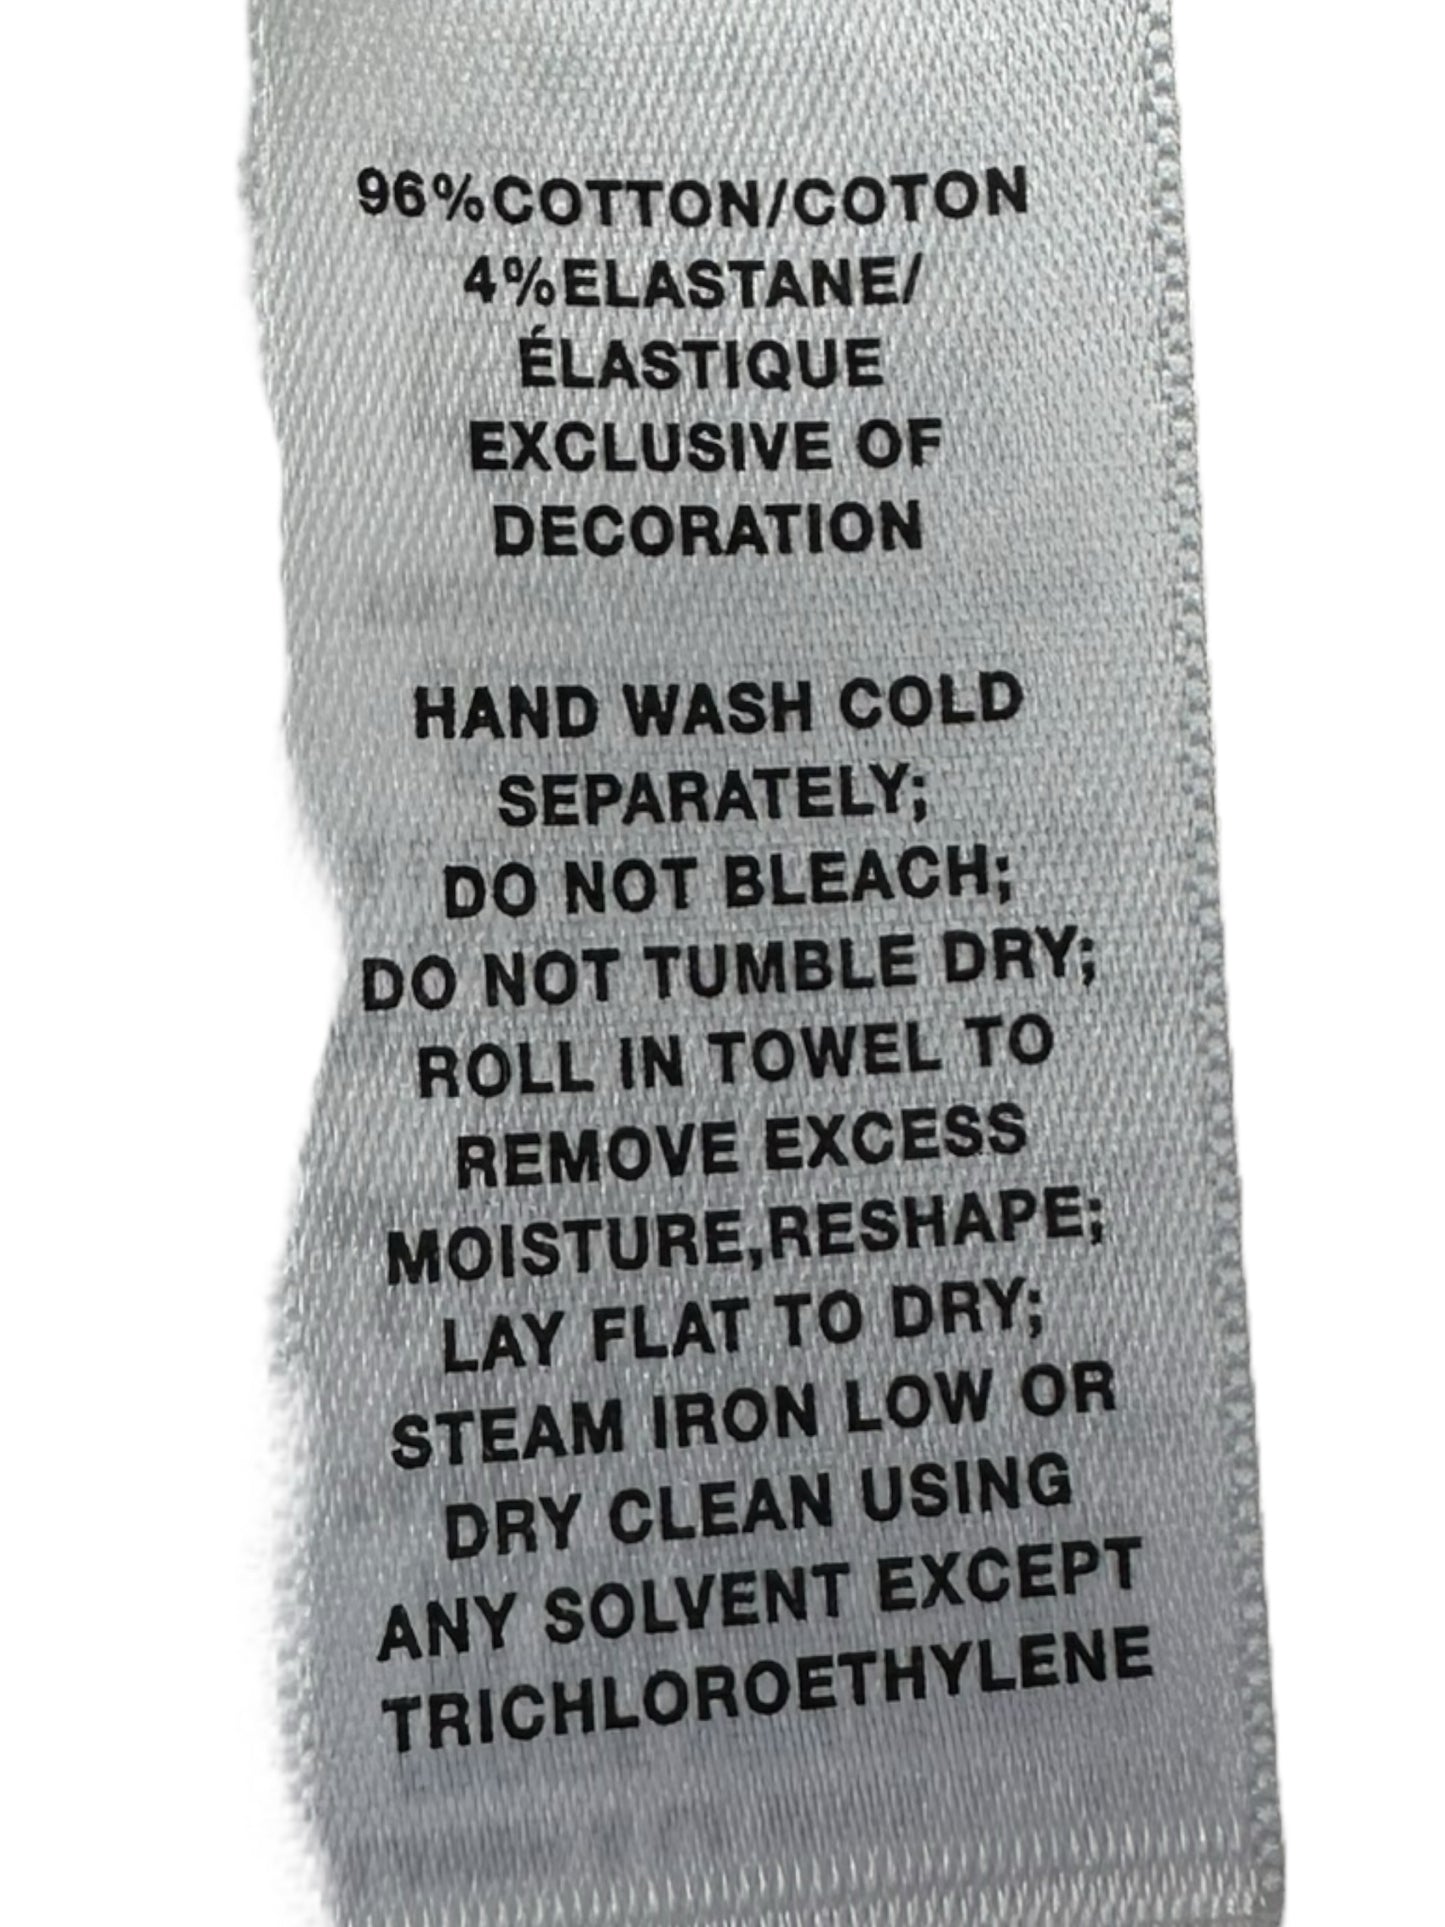 96%COTTON/COTON
4%ELASTANE/
ÉLASTIQUE
EXCLUSIVE OF
DECORATION
HAND WASH COLD
SEPARATELY;
DO NOT BLEACH;
DO NOT TUMBLE DRY;
ROLL IN TOWEL TO
REMOVE EXCESS
MOISTURE,RESHAPE;
LAY FLAT TO DRY;
STEAM IRON LOW OR
DRY CLEAN USING
ANY SOLVENT EXCEPT
TRICHLOROETHYLENE